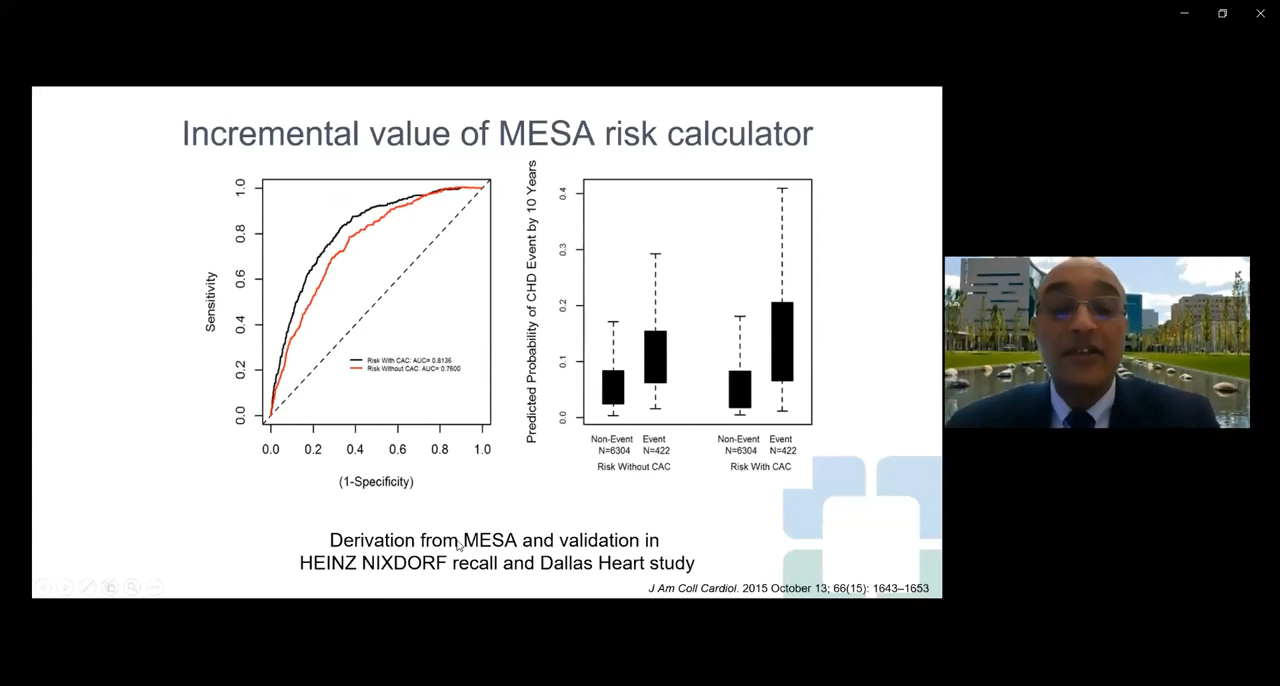 Incremental value of MESA risk calculator
Sensitivity
1.0
0.8
0.6
0.4
0.2
0.0
Risk With CAC: AUC= 0.8136
Risk Without CAC: AUC= 0.7600
0.0 0.2 0.4 0.6 0.8 1.0
(1-Specificity)
Predicted Probability of CHD Event by 10 Years
0.4
0.3
0.2
0.1
0.0
Non-Event Event Non-Event Event
N=6304 N=422 N=6304 N=422
Risk Without CAC Risk With CAC
Derivation from MESA and validation in
HEINZ NIXDORF recall and Dallas Heart study
J Am Coll Cardiol. 2015 October 13; 66(15): 1643–1653